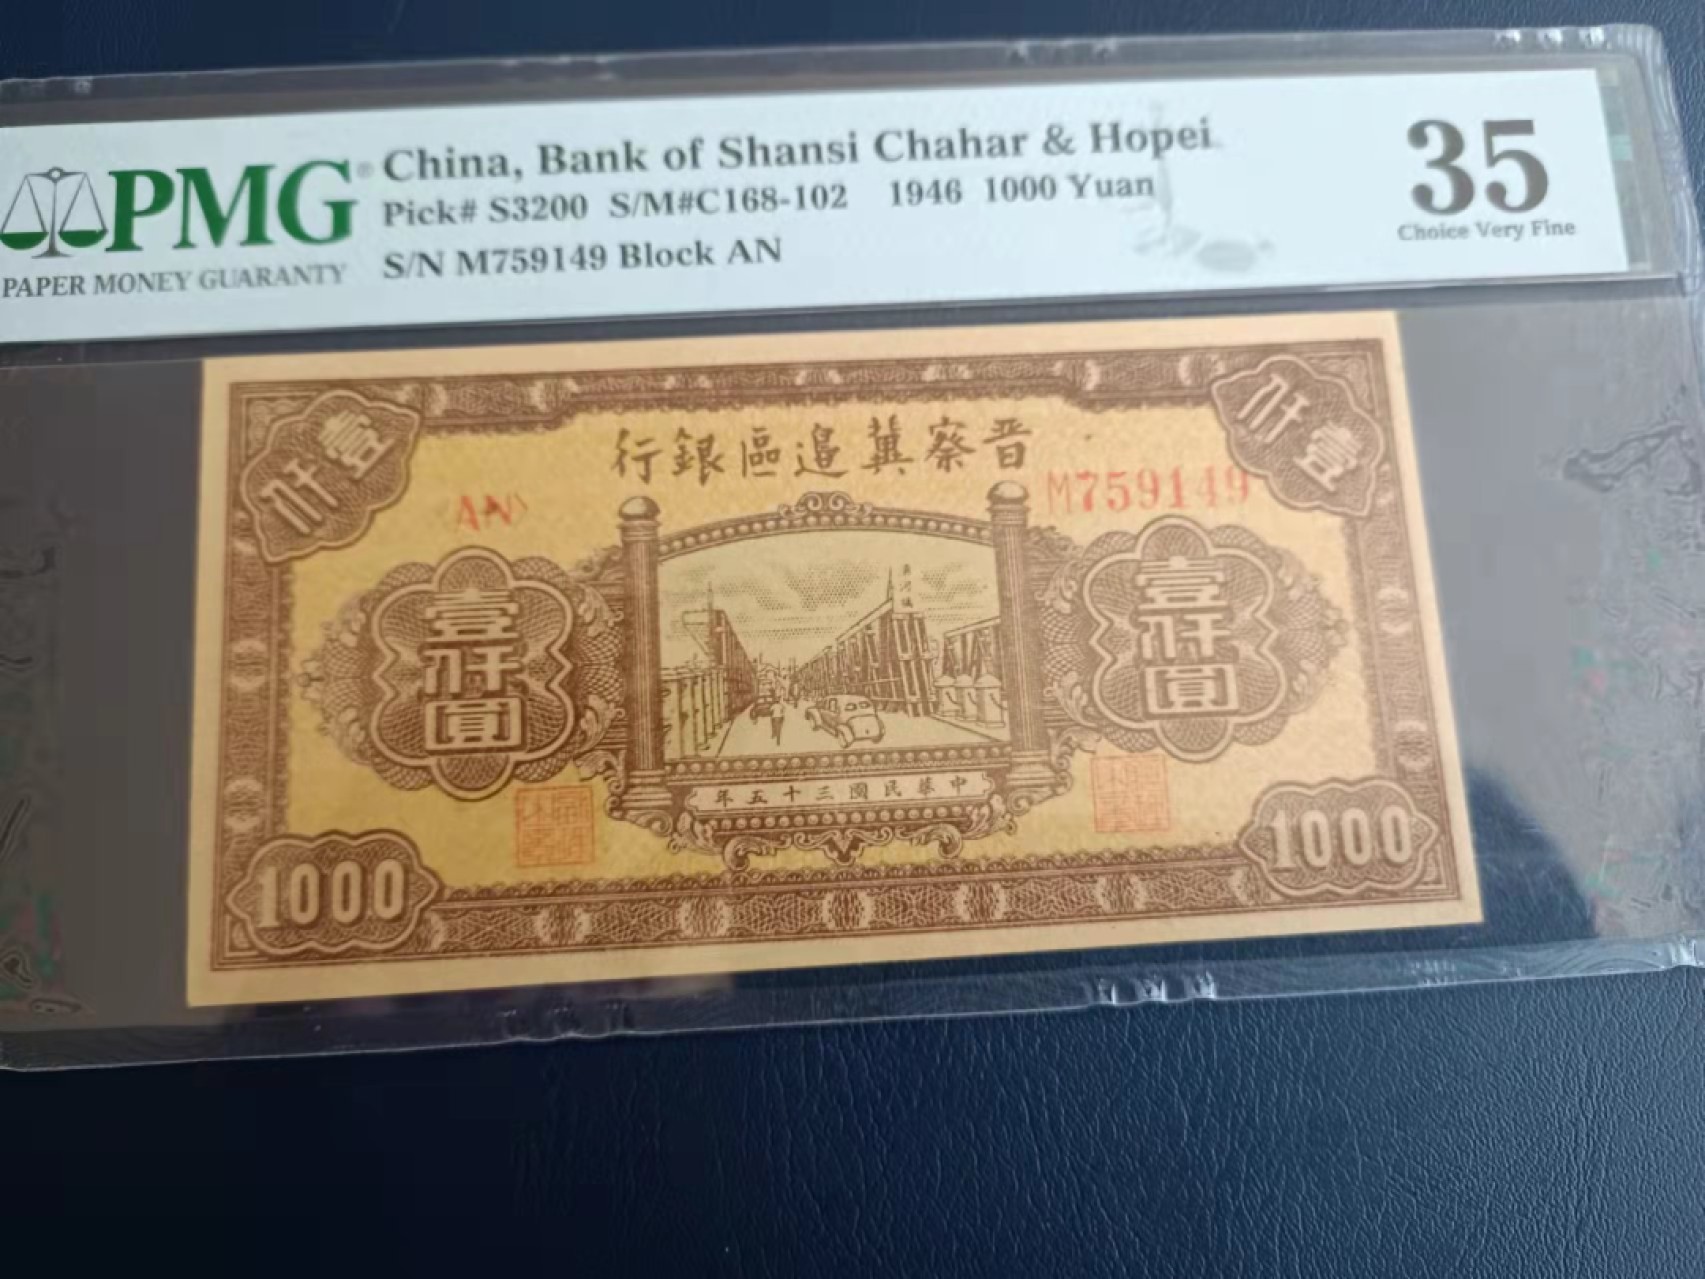 PMG
PAPER MONEY GUARANTY
China, Bank of Shansi Chahar & Hopei
Pick# S3200 S/M#C168-102 1946 1000 Yuan
S/N M759149 Block AN
35
Choice Very Fine
仟壹
仟壹
行銀區邊冀察晋
AN
M759149
壹仟圓
壹仟圓
年五十三國民華中
1000
1000